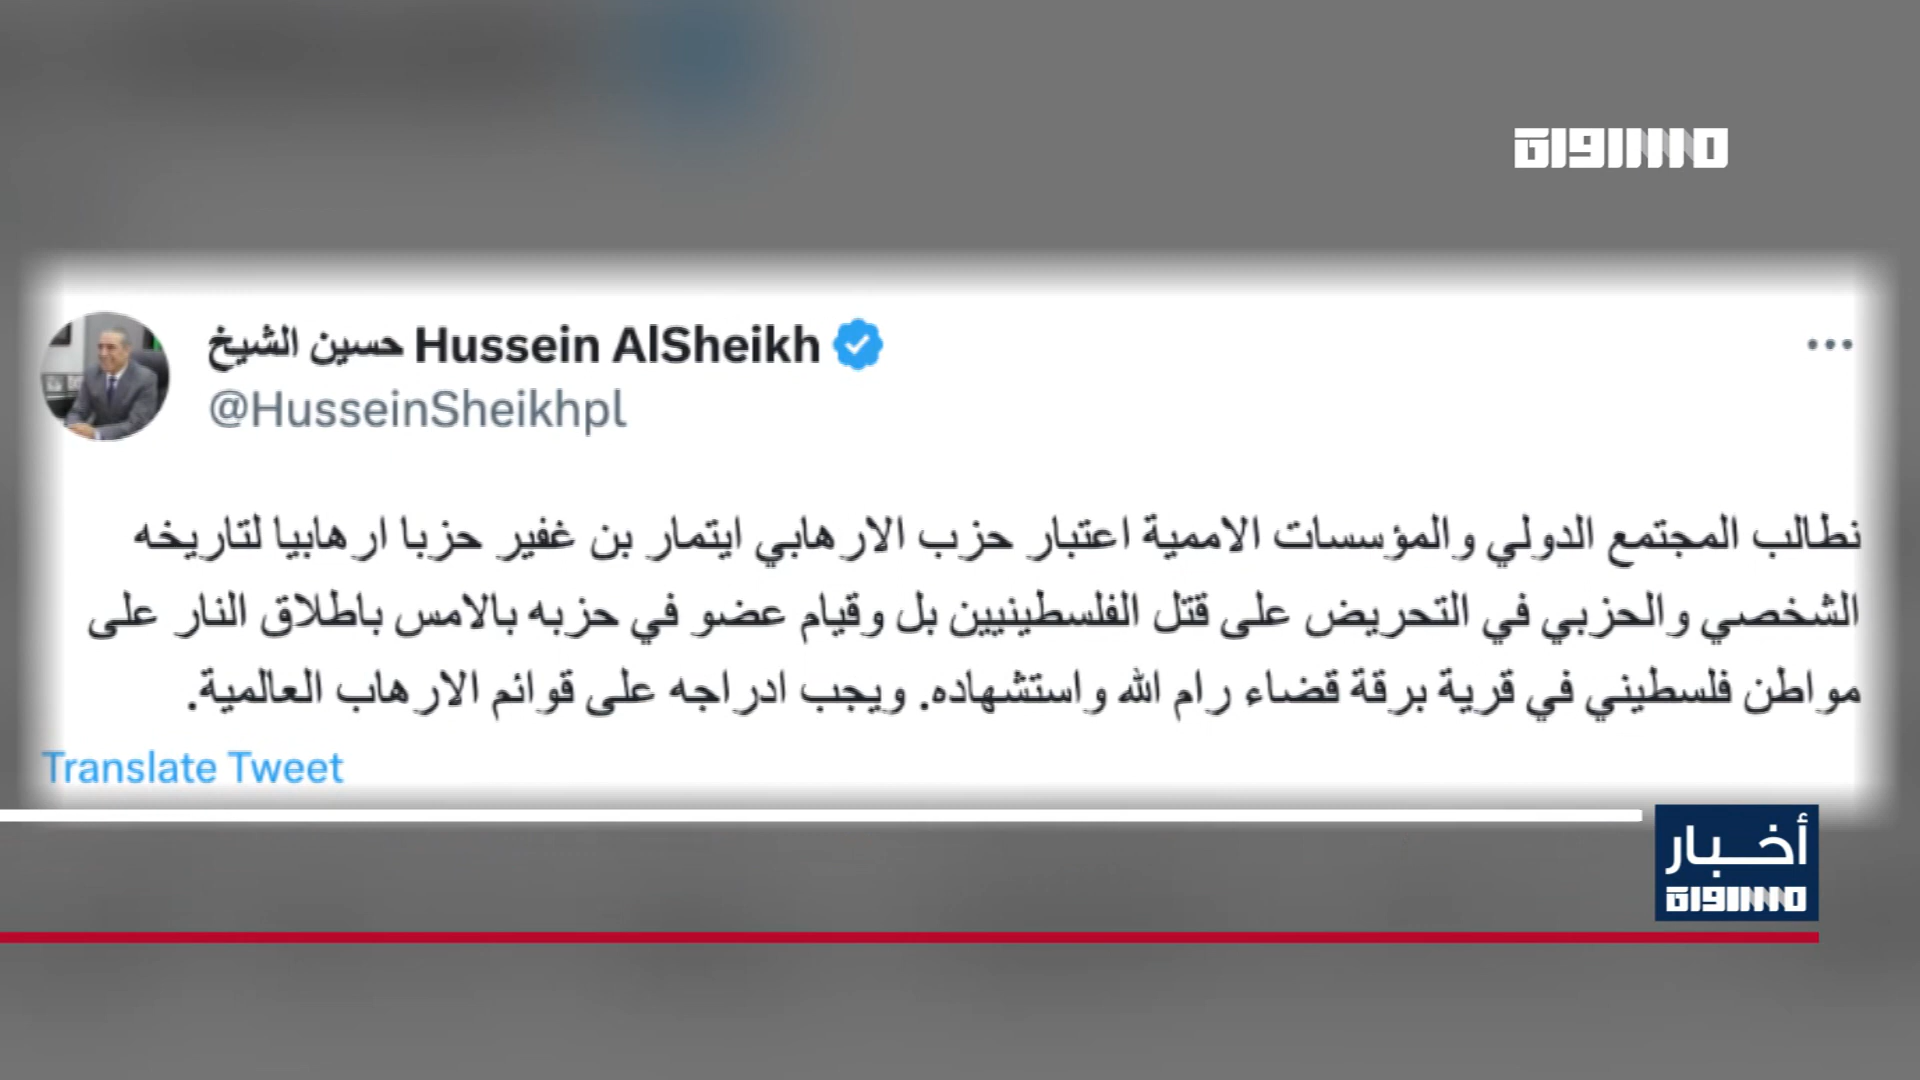 مساواة
حسين الشيخ Hussein AlSheikh
@HusseinSheikhpl
نطالب المجتمع الدولي والمؤسسات الاممية اعتبار حزب الارهابي ايتمار بن غفير حزبا ارهابيا لتاريخه
الشخصي والحزبي في التحريض على قتل الفلسطينيين بل وقيام عضو في حزبه بالامس باطلاق النار على
مواطن فلسطيني في قرية برقة قضاء رام الله واستشهاده. ويجب ادراجه على قوائم الارهاب العالمية.
Translate Tweet
أخبار
مساواة